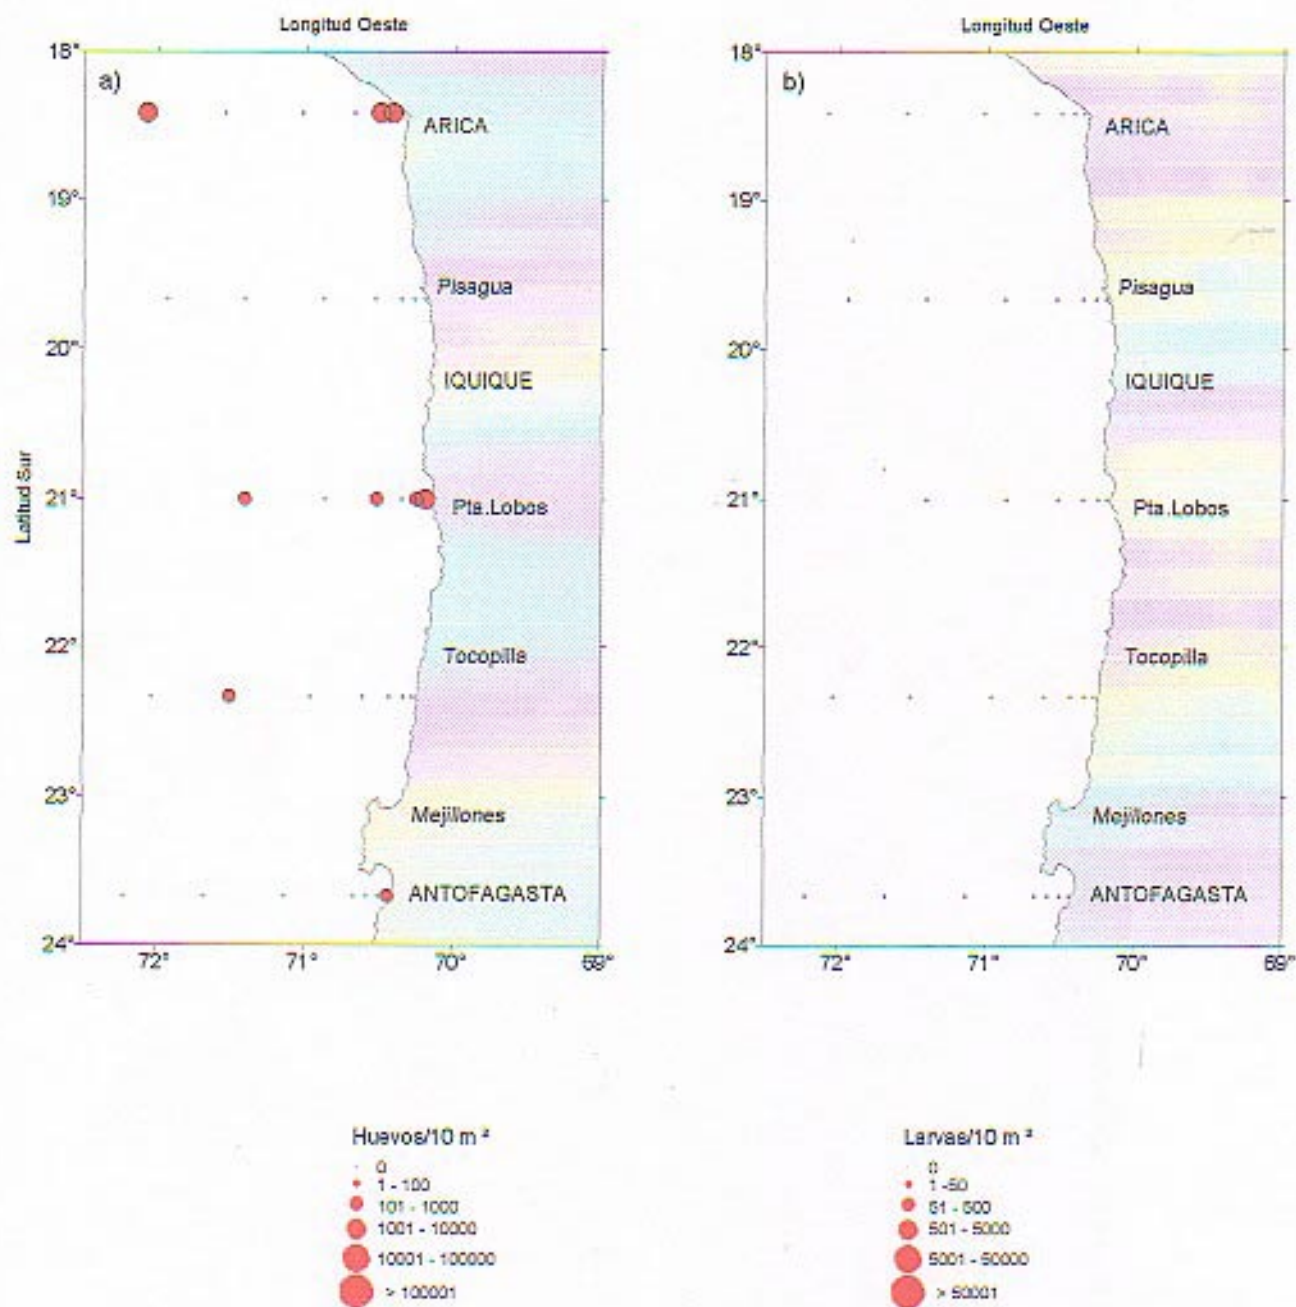 Longitud Oeste
18°
a)
ARICA
19°
Pisagua
20°
IQUIQUE
Latitud Sur
21°
Pta.Lobos
22°
Tocopilla
23°
Mejillones
ANTOFAGASTA
24°
72°
71°
70°
69°
Huevos/10 m ²
0
1 - 100
101 - 1000
1001 - 10000
10001 - 100000
> 100001
Longitud Oeste
18°
b)
ARICA
19°
Pisagua
20°
IQUIQUE
21°
Pta.Lobos
22°
Tocopilla
23°
Mejillones
ANTOFAGASTA
24°
72°
71°
70°
69°
Larvas/10 m ²
0
1 -50
51 - 500
501 - 5000
5001 - 50000
> 50001